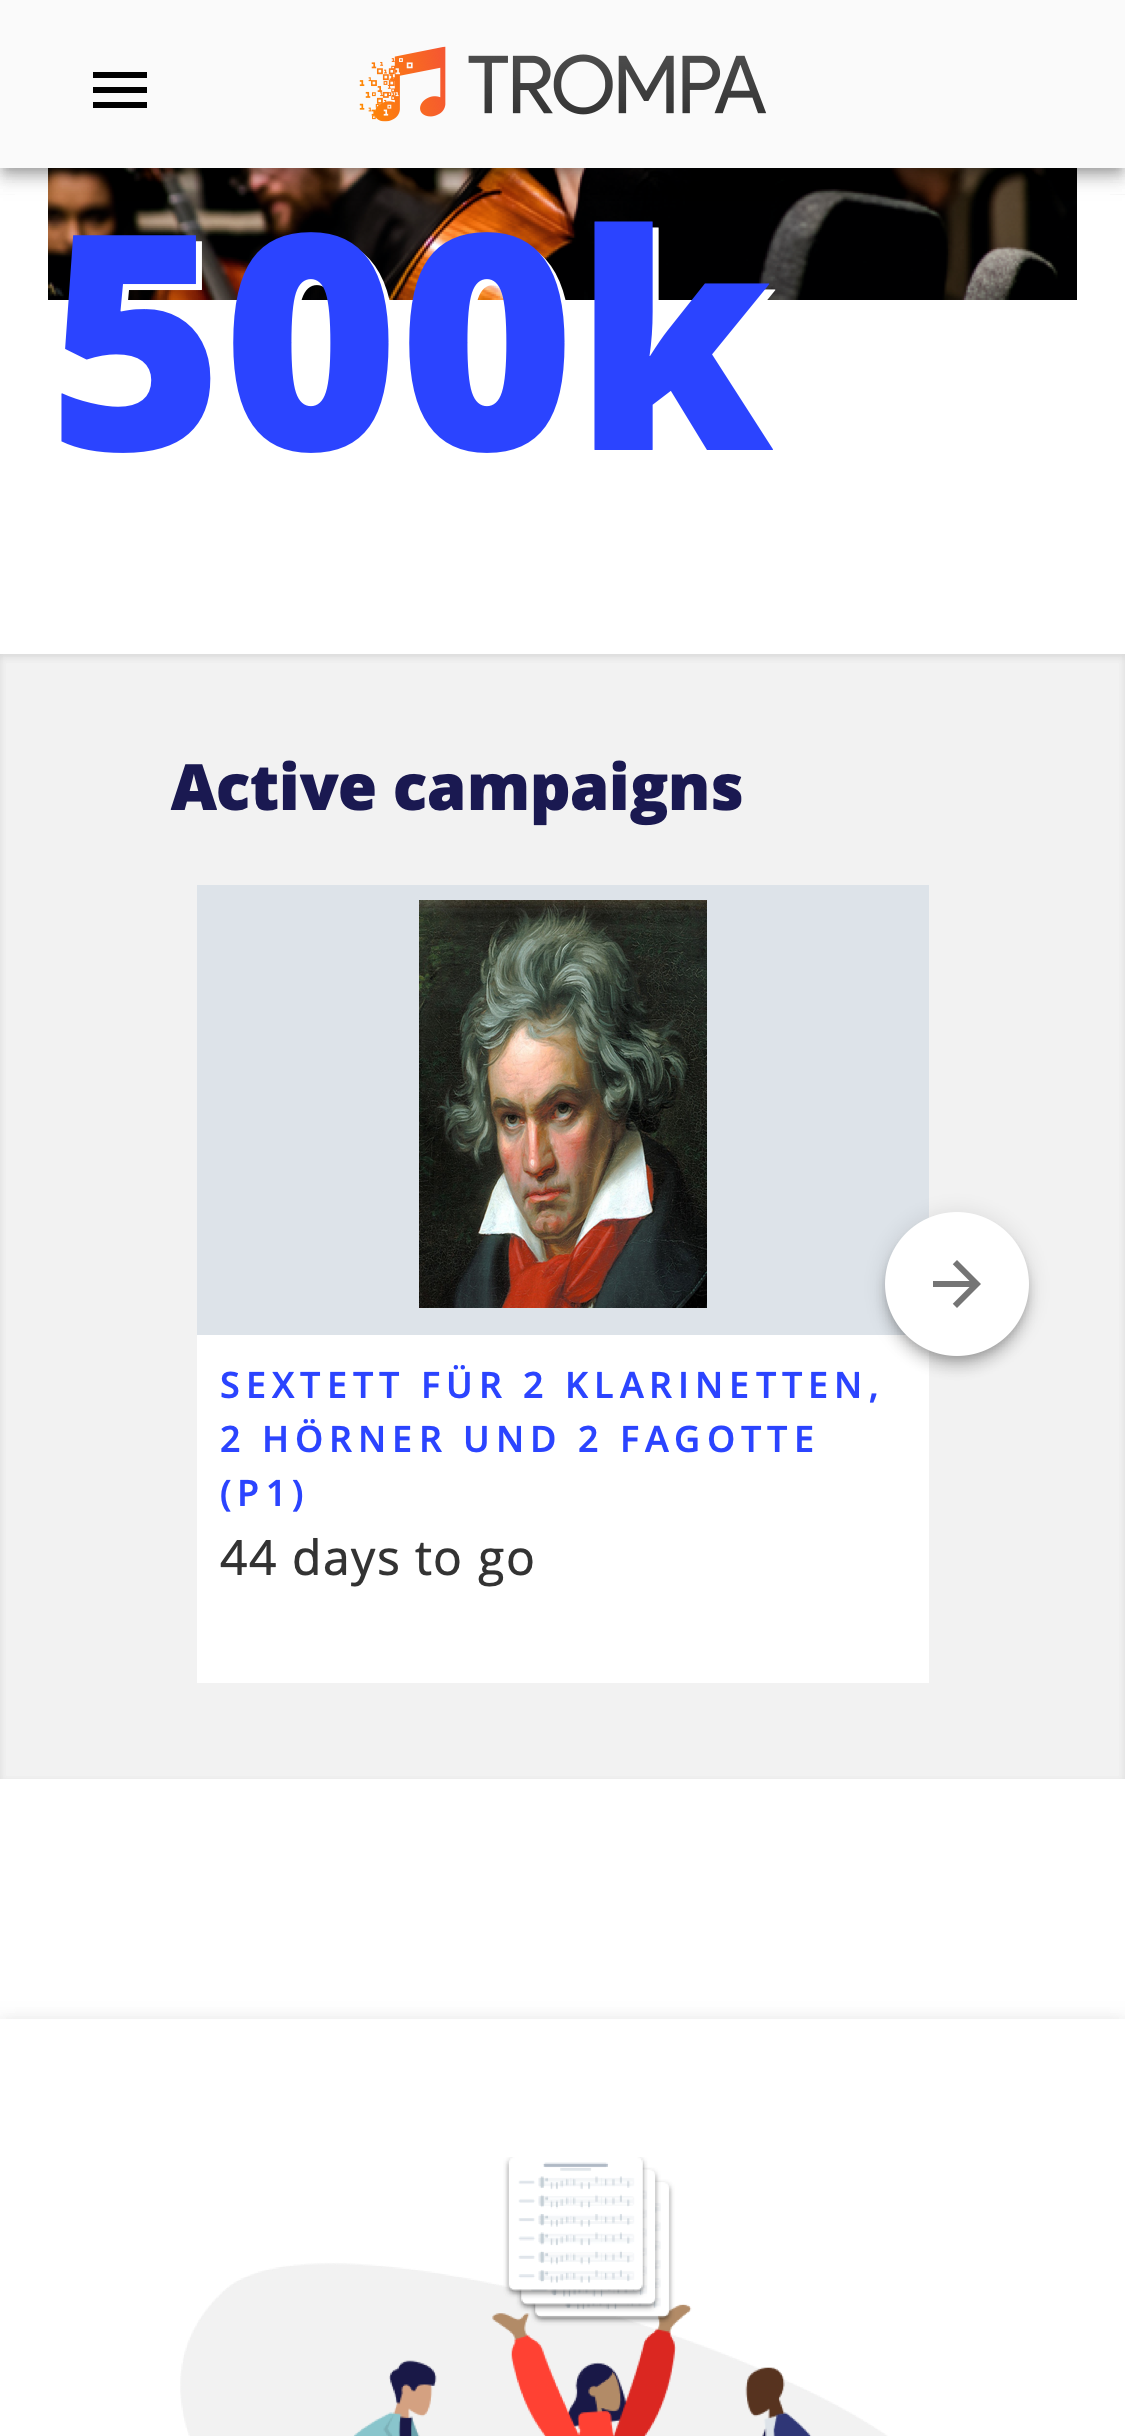 TROMPA
500k
Active campaigns
SEXTETT FÜR 2 KLARINETTEN,
2 HÖRNER UND 2 FAGOTTE
(P1)
44 days to go